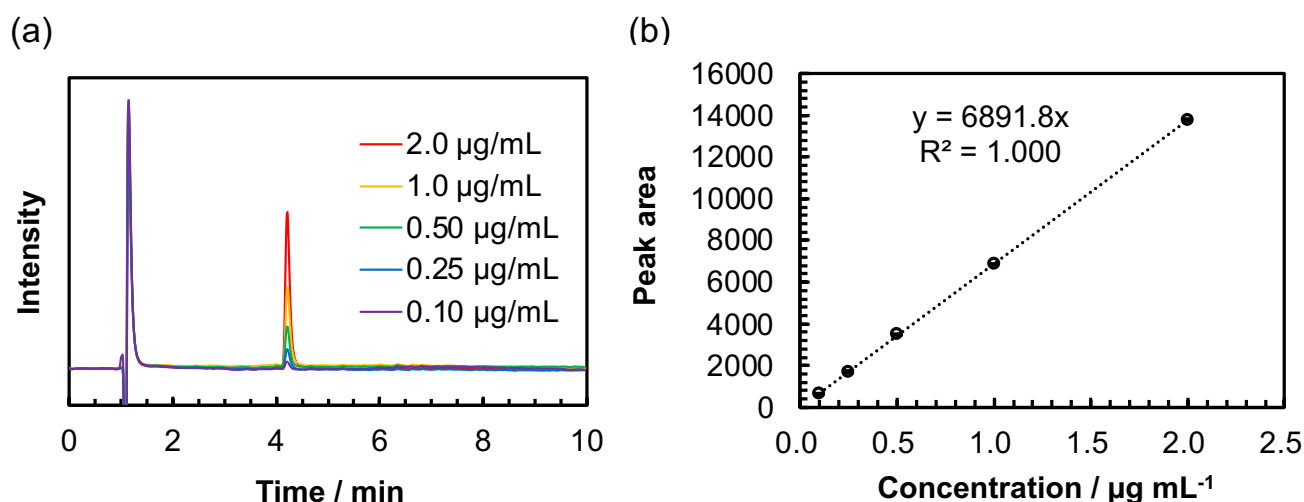 (a)
Intensity
2.0 µg/mL
1.0 µg/mL
0.50 µg/mL
0.25 µg/mL
0.10 µg/mL
0 2 4 6 8 10
Time / min
(b)
Peak area
16000
14000
12000
10000
8000
6000
4000
2000
0
y = 6891.8x
R² = 1.000
0.0 0.5 1.0 1.5 2.0 2.5
Concentration / µg mL⁻¹